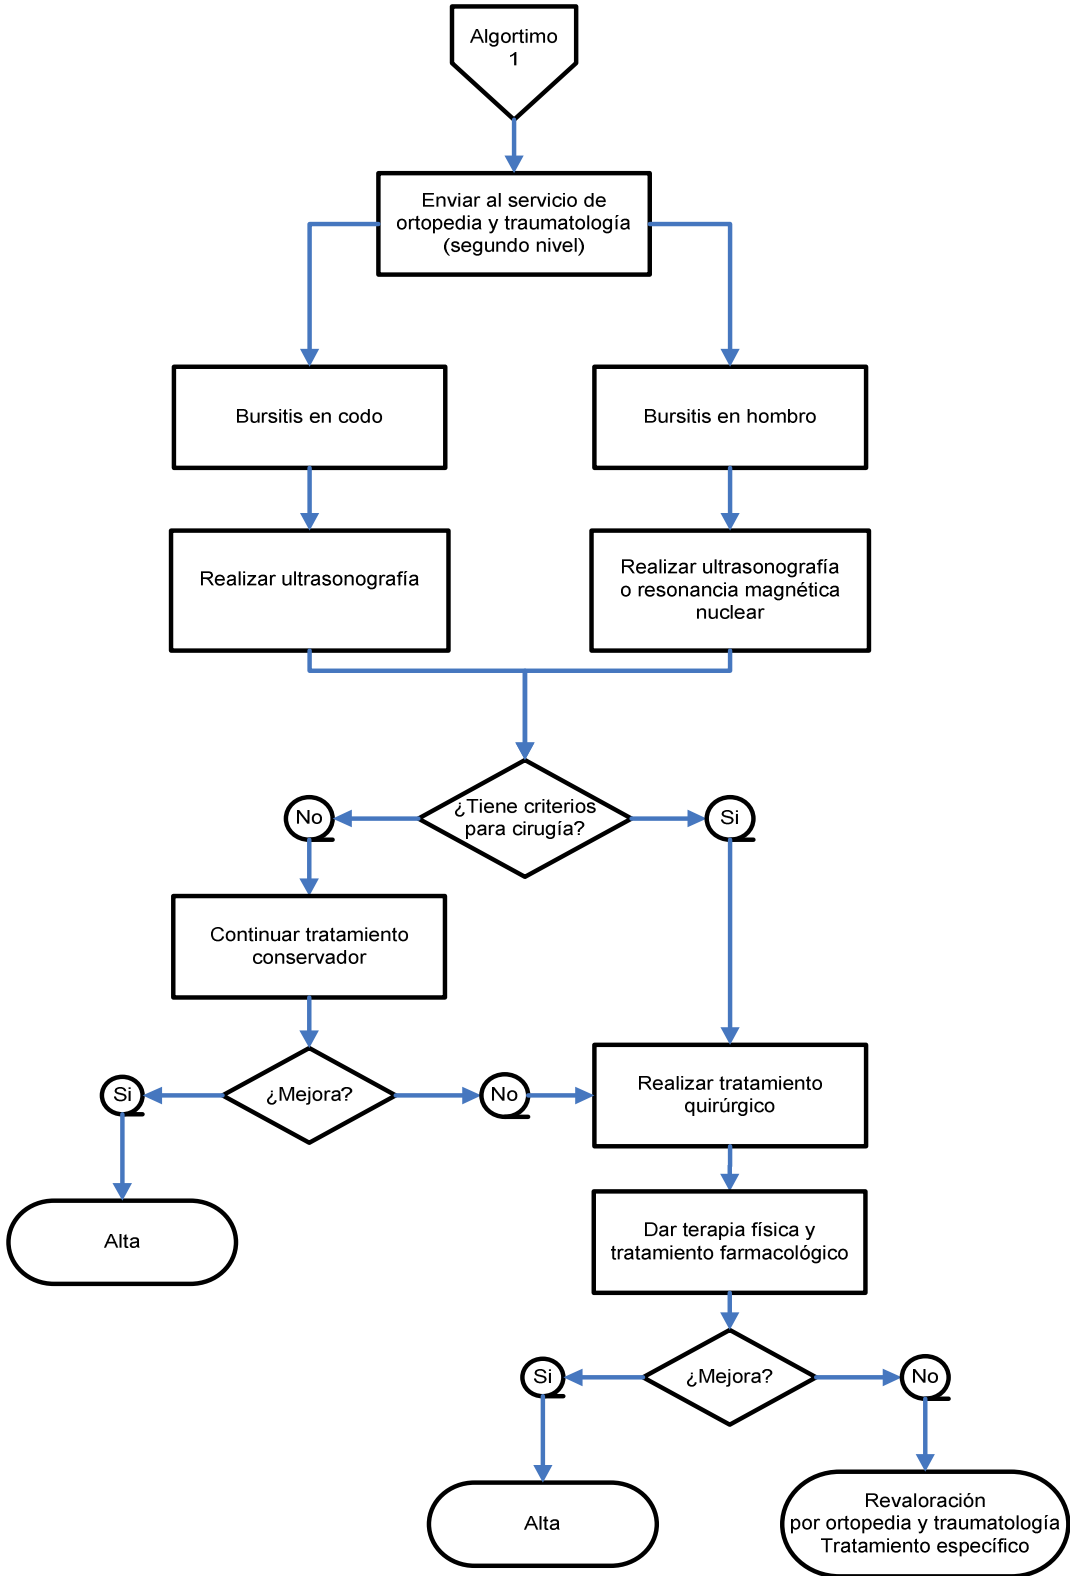 Algortimo
1
Enviar al servicio de
ortopedia y traumatología
(segundo nivel)
Bursitis en codo
Bursitis en hombro
Realizar ultrasonografía
Realizar ultrasonografía
o resonancia magnética
nuclear
¿Tiene criterios
para cirugía?
No
Si
Continuar tratamiento
conservador
¿Mejora?
Si
No
Realizar tratamiento
quirúrgico
Alta
Dar terapia física y
tratamiento farmacológico
¿Mejora?
Si
No
Alta
Revaloración
por ortopedia y traumatología
Tratamiento específico